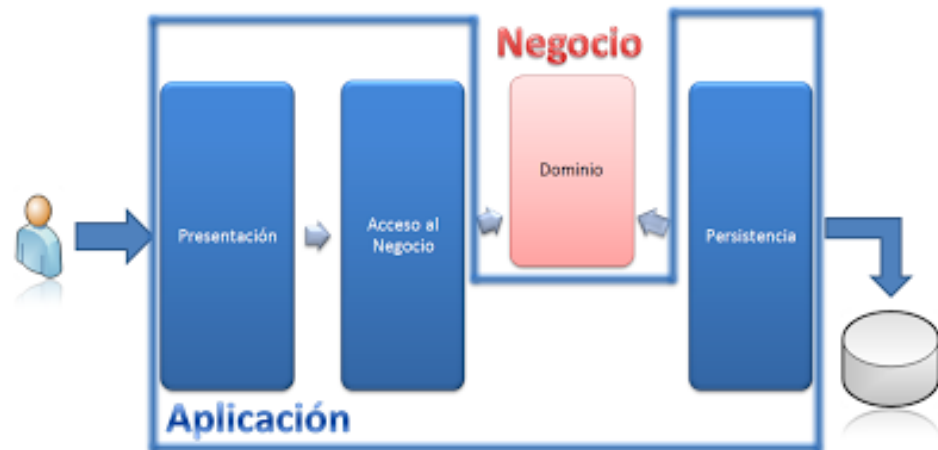 Negocio
Dominio
Presentación
Acceso al
Negocio
Persistencia
Aplicación